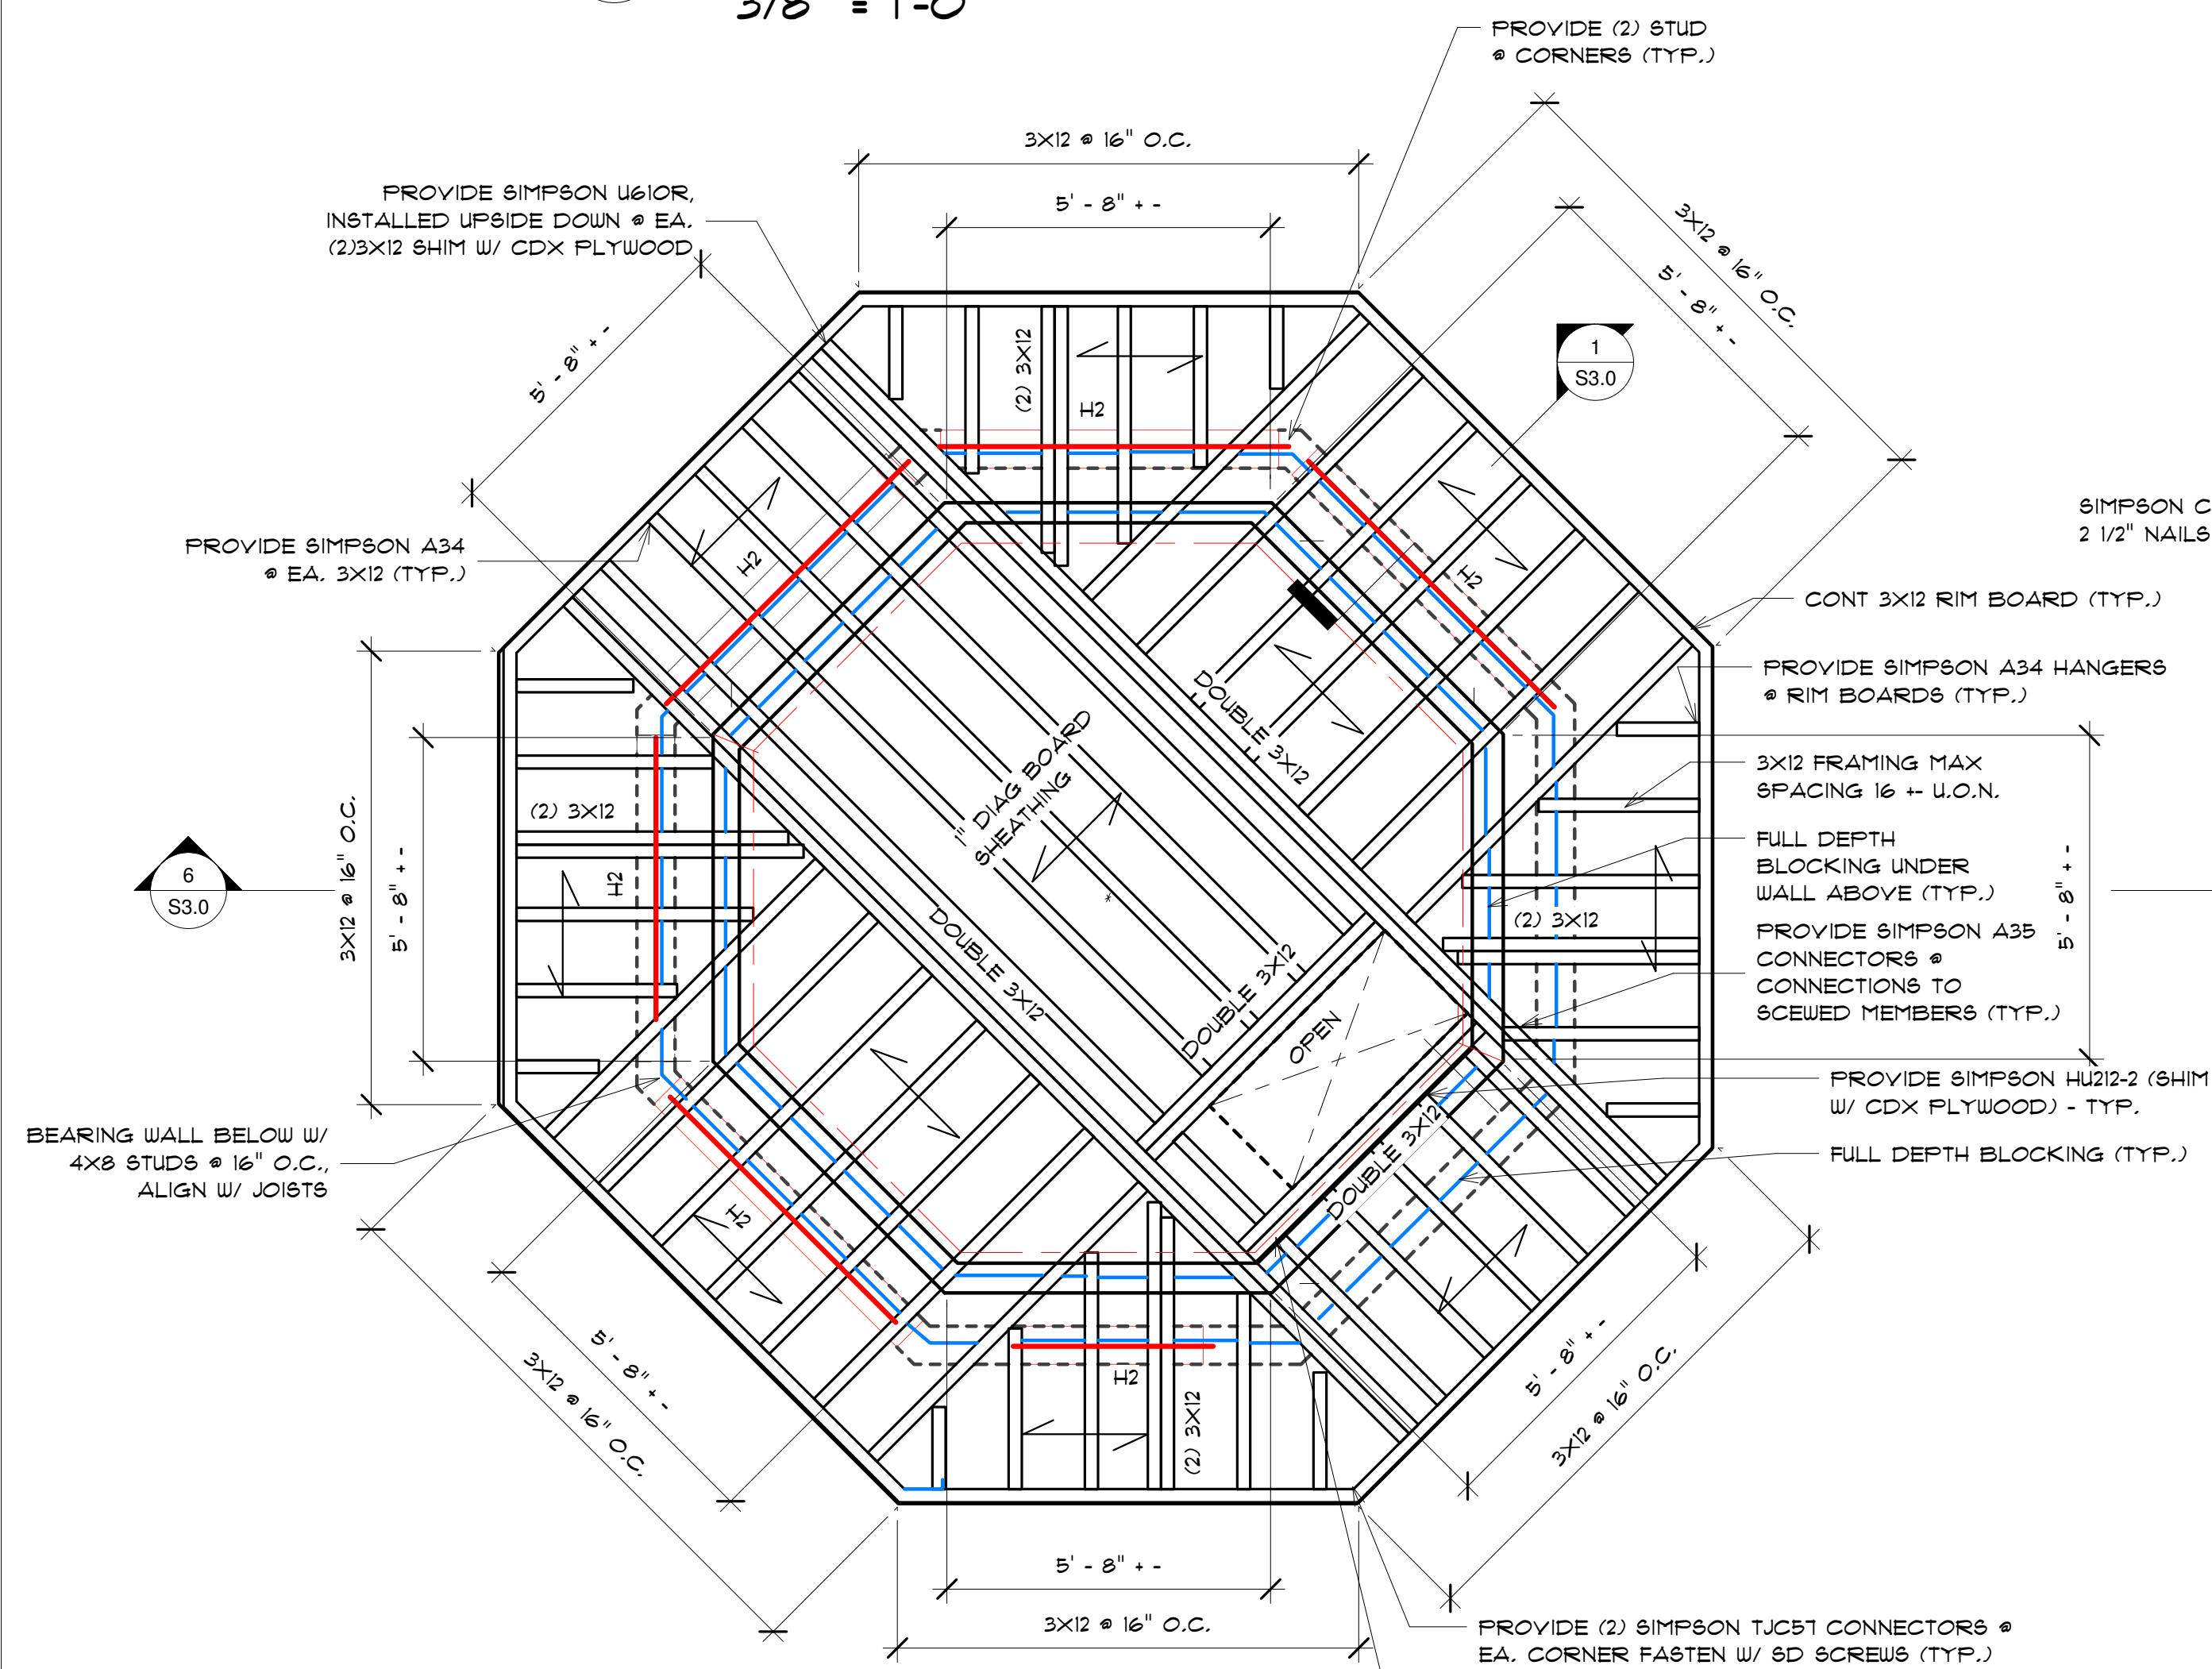 3/8" = 1'-0"
PROVIDE (2) STUD
@ CORNERS (TYP.)
3X12 @ 16" O.C.
5' - 8" + -
PROVIDE SIMPSON U610R,
INSTALLED UPSIDE DOWN @ EA.
(2)3X12 SHIM W/ CDX PLYWOOD
3X12 @ 16" O.C.
5' - 8" + -
5' - 8" + -
1
S3.0
(2) 3X12
H2
PROVIDE SIMPSON A34
@ EA. 3X12 (TYP.)
H2
H2
SIMPSON C
2 1/2" NAILS
CONT 3X12 RIM BOARD (TYP.)
PROVIDE SIMPSON A34 HANGERS
@ RIM BOARDS (TYP.)
3X12 FRAMING MAX
SPACING 16 +- U.O.N.
FULL DEPTH
BLOCKING UNDER
WALL ABOVE (TYP.)
PROVIDE SIMPSON A35
CONNECTORS @
CONNECTIONS TO
SCEWED MEMBERS (TYP.)
5' - 8" + -
(2) 3X12
DOUBLE 3X12
1" DIAG BOARD
SHEATHING
*
6
S3.0
3X12 @ 16" O.C.
5' - 8" + -
(2) 3X12
H2
DOUBLE 3X12
DOUBLE 3X12
OPEN
DOUBLE 3X12
PROVIDE SIMPSON HU212-2 (SHIM
W/ CDX PLYWOOD) - TYP.
FULL DEPTH BLOCKING (TYP.)
BEARING WALL BELOW W/
4X8 STUDS @ 16" O.C.,
ALIGN W/ JOISTS
H2
H2
(2) 3X12
5' - 8" + -
3X12 @ 16" O.C.
5' - 8" + -
3X12 @ 16" O.C.
5' - 8" + -
3X12 @ 16" O.C.
PROVIDE (2) SIMPSON TJC57 CONNECTORS @
EA. CORNER FASTEN W/ SD SCREWS (TYP.)